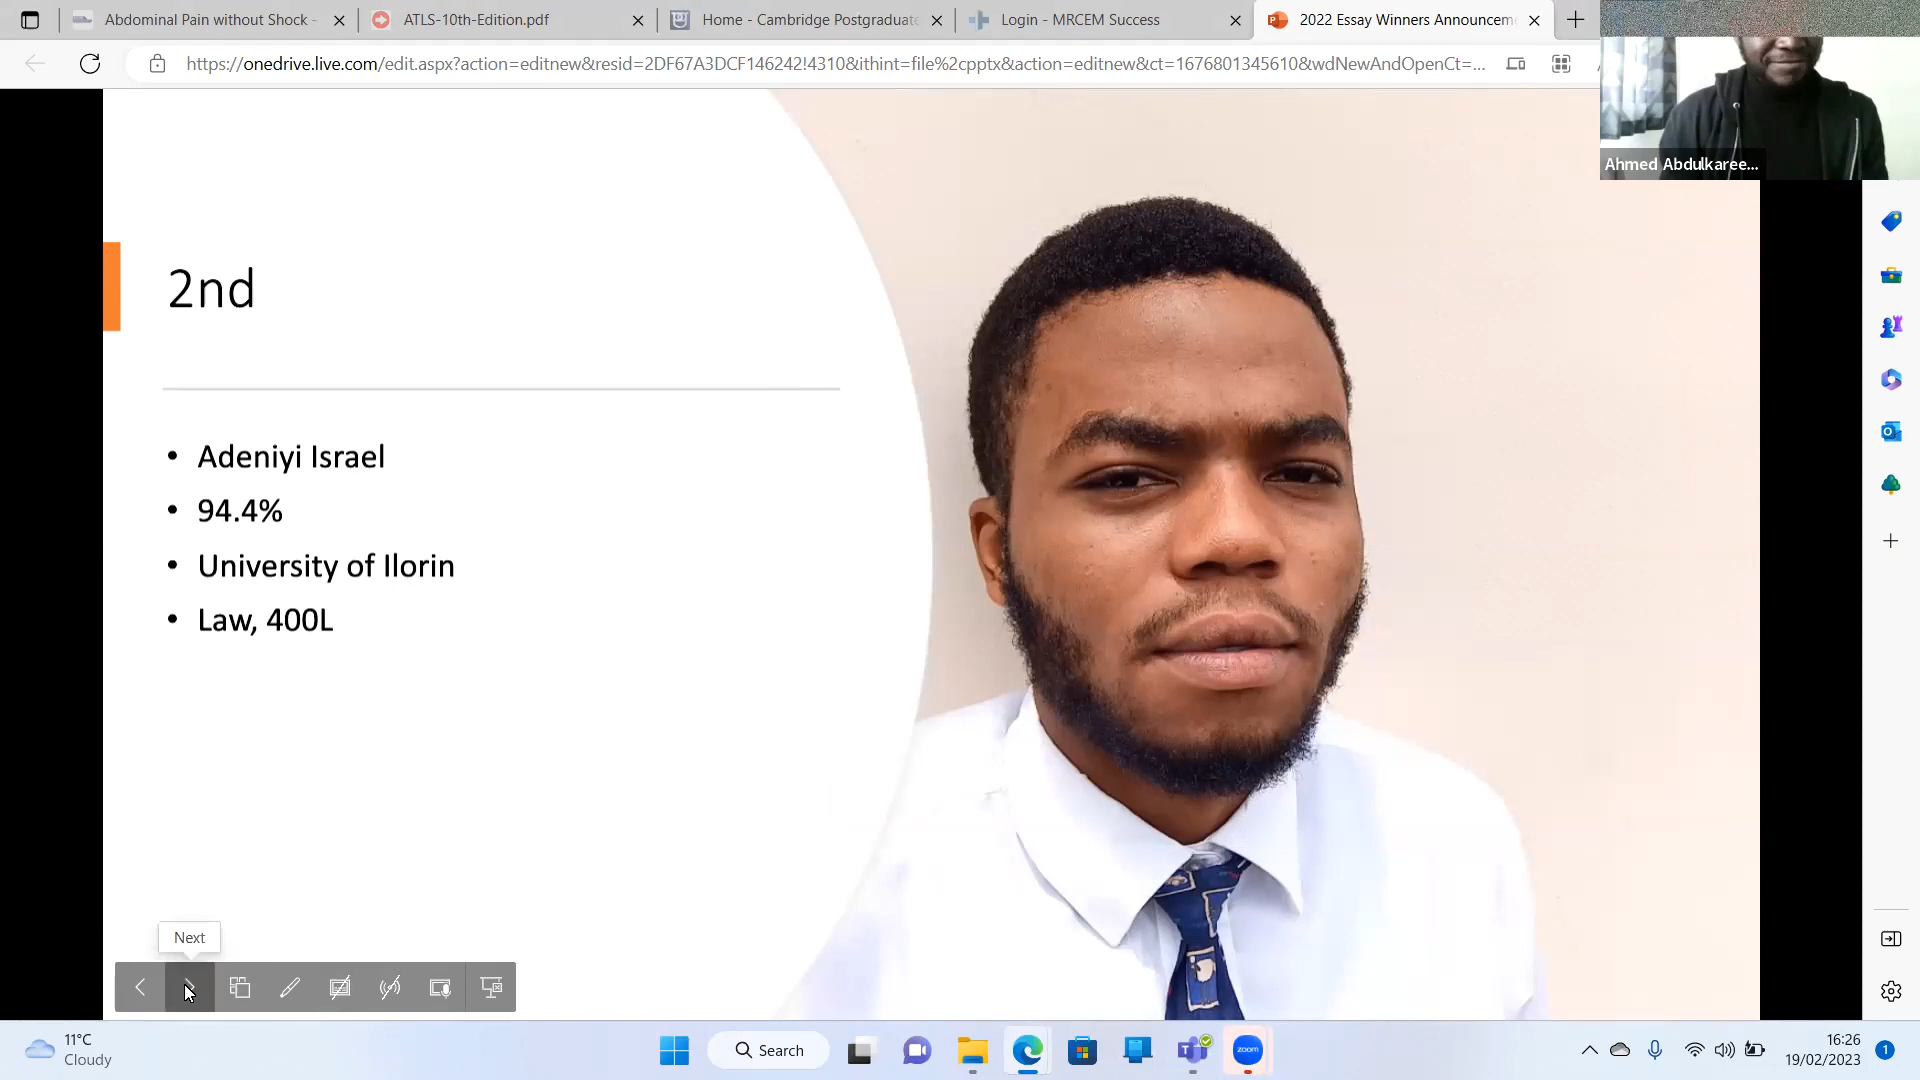 Abdominal Pain without Shock -
ATLS-10th-Edition.pdf
Home - Cambridge Postgraduate
Login - MRCEM Success
2022 Essay Winners Announcem
https://onedrive.live.com/edit.aspx?action=editnew&resid=2DF67A3DCF146242!4310&ithint=file%2cpptx&action=editnew&ct=1676801345610&wdNewAndOpenCt=...
Ahmed Abdulkaree...
2nd
• Adeniyi Israel
• 94.4%
• University of Ilorin
• Law, 400L
Next
11°C
Cloudy
Search
zoom
16:26
19/02/2023
1